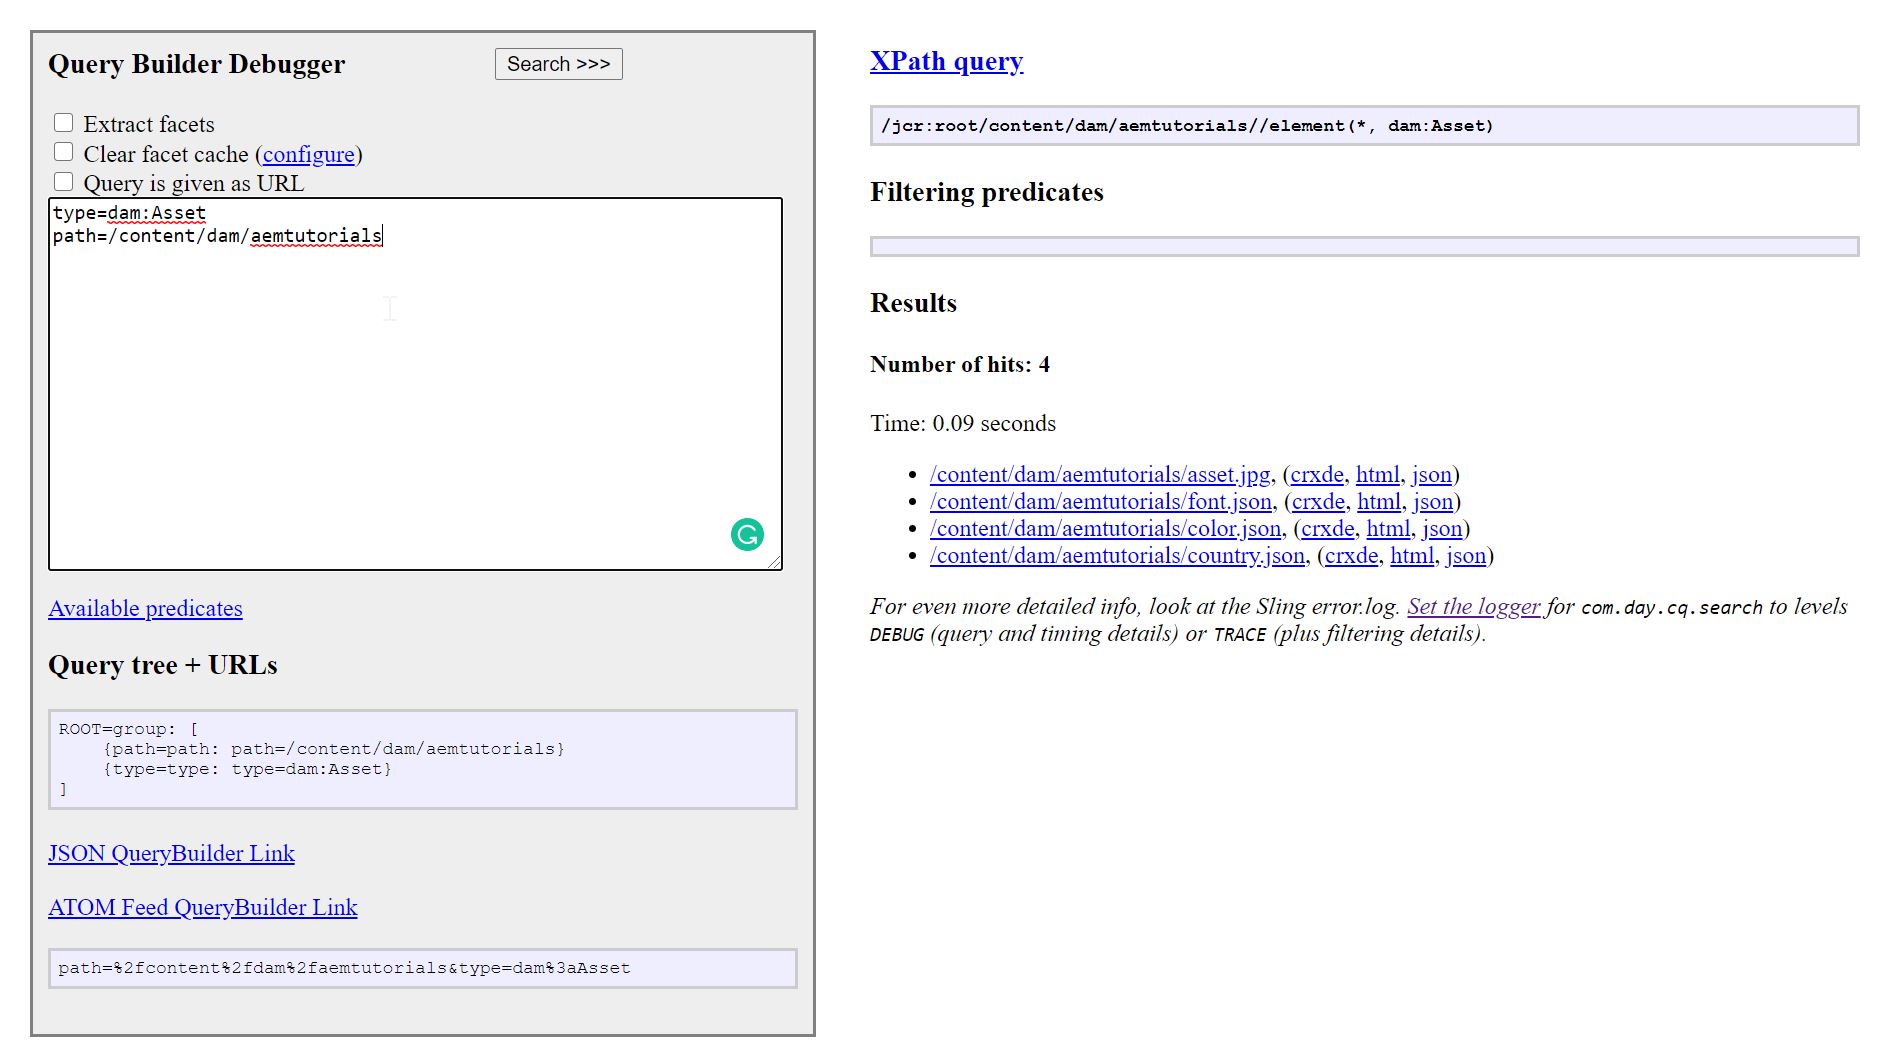 Query Builder Debugger
Search >>>
Extract facets
Clear facet cache (configure)
Query is given as URL
type=dam:Asset
path=/content/dam/aemtutorials
Available predicates
Query tree + URLs
ROOT=group: [
    {path=path: path=/content/dam/aemtutorials}
    {type=type: type=dam:Asset}
]
JSON QueryBuilder Link
ATOM Feed QueryBuilder Link
path=%2fcontent%2fdam%2faemtutorials&type=dam%3aAsset
XPath query
/jcr:root/content/dam/aemtutorials//element(*, dam:Asset)
Filtering predicates
Results
Number of hits: 4
Time: 0.09 seconds
• /content/dam/aemtutorials/asset.jpg, (crxde, html, json)
• /content/dam/aemtutorials/font.json, (crxde, html, json)
• /content/dam/aemtutorials/color.json, (crxde, html, json)
• /content/dam/aemtutorials/country.json, (crxde, html, json)
For even more detailed info, look at the Sling error.log. Set the logger for com.day.cq.search to levels
DEBUG (query and timing details) or TRACE (plus filtering details).